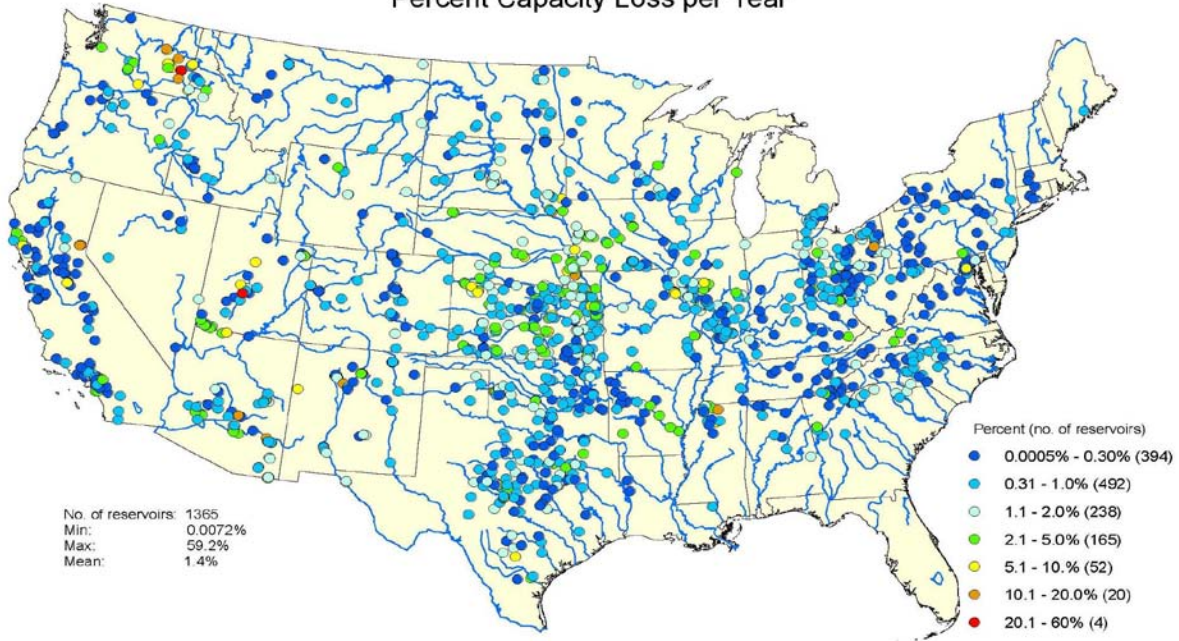 Percent Capacity Loss per Year
Percent (no. of reservoirs)
0.0005% - 0.30% (394)
0.31 - 1.0% (492)
1.1 - 2.0% (238)
2.1 - 5.0% (165)
5.1 - 10.% (52)
10.1 - 20.0% (20)
20.1 - 60% (4)
No. of reservoirs: 1365
Min: 0.0072%
Max: 59.2%
Mean: 1.4%